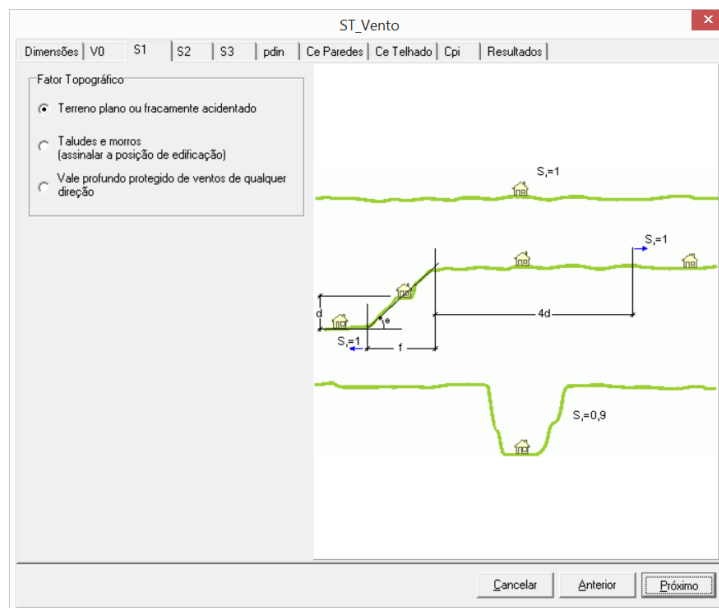 ST_Vento
Dimensões V0 S1 S2 S3 pdin Ce Paredes Ce Telhado Cpi Resultados
Fator Topográfico
Terreno plano ou fracamente acidentado
Taludes e morros
(assinalar a posição de edificação)
Vale profundo protegido de ventos de qualquer
direção
S₁=1
S₁=1
d
e
4d
S₁=1
f
S₁=0,9
Cancelar Anterior Próximo